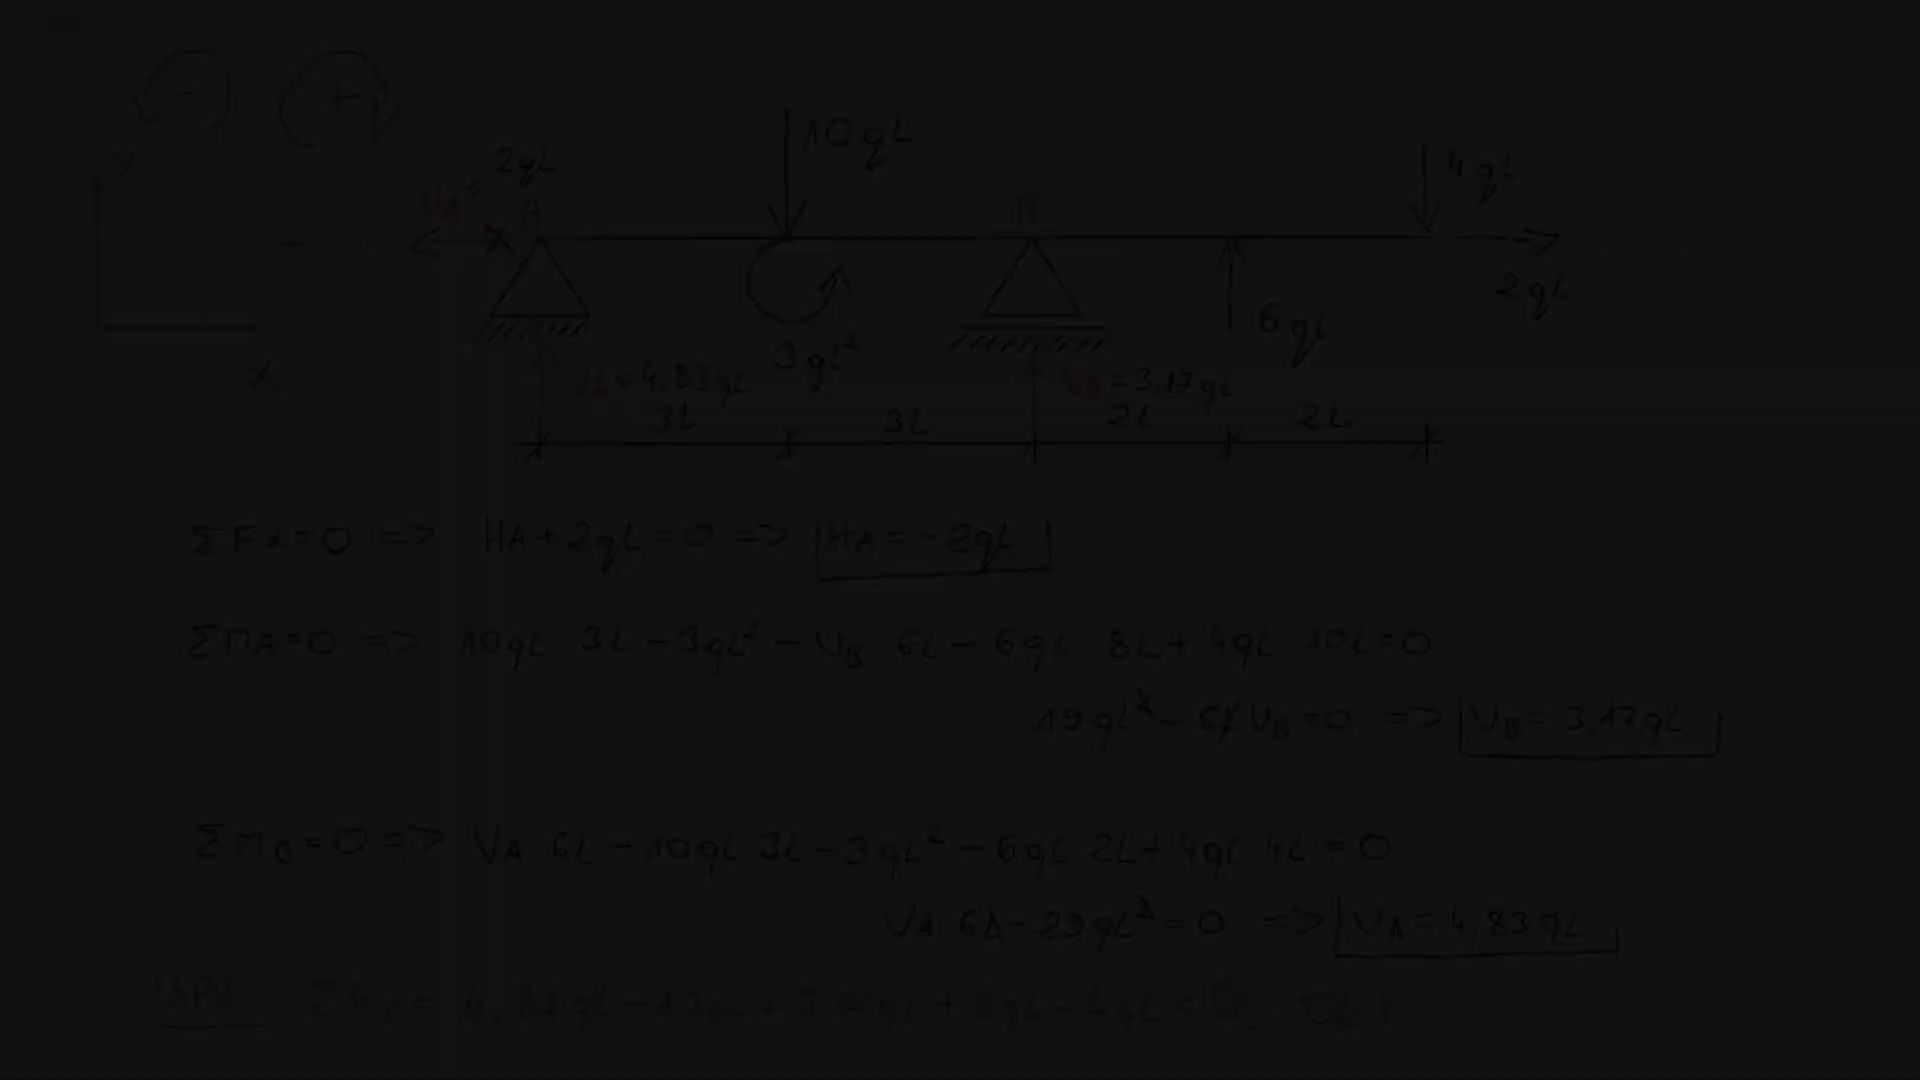 - +
10qL
2qL
4qL
HA
Y
2qL
6qL
3qL²
X
VA = 4,83qL VB = 3,17qL
3L 3L 2L 2L
ΣFx=0 => HA+2qL=0 => HA = -2qL
ΣMA=0 => 10qL 3L - 3qL² - VB 6L - 6qL 8L + 4qL 10L=0
19qL² - 6L VB =0 => VB = 3,17qL
ΣMB=0 => VA 6L - 10qL 3L - 3qL² - 6qL 2L + 4qL 4L = 0
VA 6L - 29qL² = 0 => VA = 4,83qL
SPR